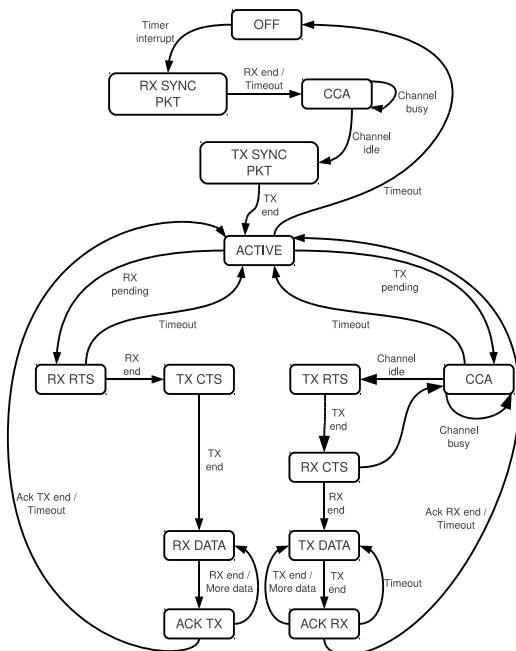 OFF
Timer
interrupt
RX SYNC
PKT
RX end /
Timeout
CCA
Channel
busy
Channel
idle
TX SYNC
PKT
TX
end
Timeout
ACTIVE
RX
pending
TX
pending
Timeout
Timeout
RX RTS
RX
end
TX CTS
TX RTS
Channel
idle
CCA
Channel
busy
TX
end
TX
end
RX CTS
Ack TX end /
Timeout
RX
end
Ack RX end /
Timeout
RX DATA
TX DATA
RX end /
More data
TX end /
More data
TX
end
Timeout
ACK TX
ACK RX